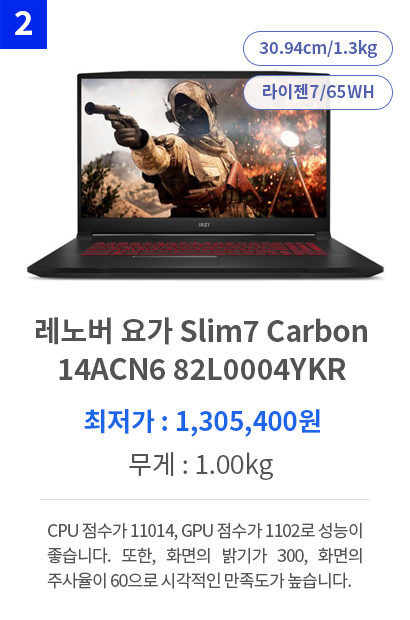 2
30.94cm/1.3kg
라이젠7/65WH
msi
레노버 요가 Slim7 Carbon
14ACN6 82L0004YKR
최저가 : 1,305,400원
무게 : 1.00kg
CPU 점수가 11014, GPU 점수가 1102로 성능이
좋습니다. 또한, 화면의 밝기가 300, 화면의
주사율이 60으로 시각적인 만족도가 높습니다.